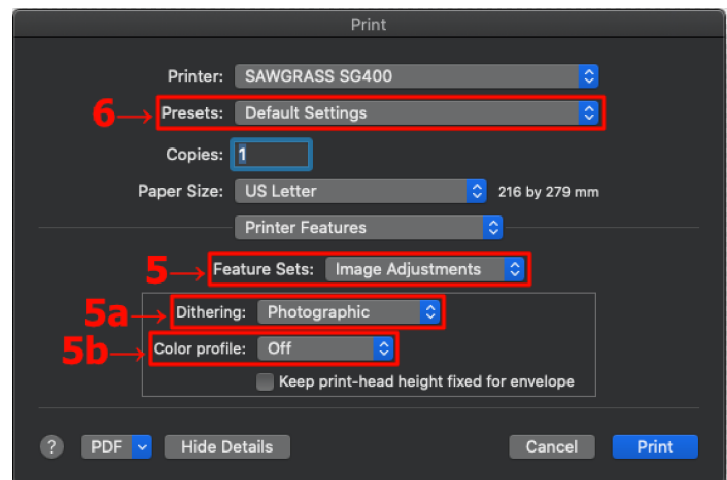 Print
Printer: SAWGRASS SG400
6→ Presets: Default Settings
Copies: 1
Paper Size: US Letter 216 by 279 mm
Printer Features
5→ Feature Sets: Image Adjustments
5a→ Dithering: Photographic
5b→ Color profile: Off
Keep print-head height fixed for envelope
? PDF Hide Details Cancel Print